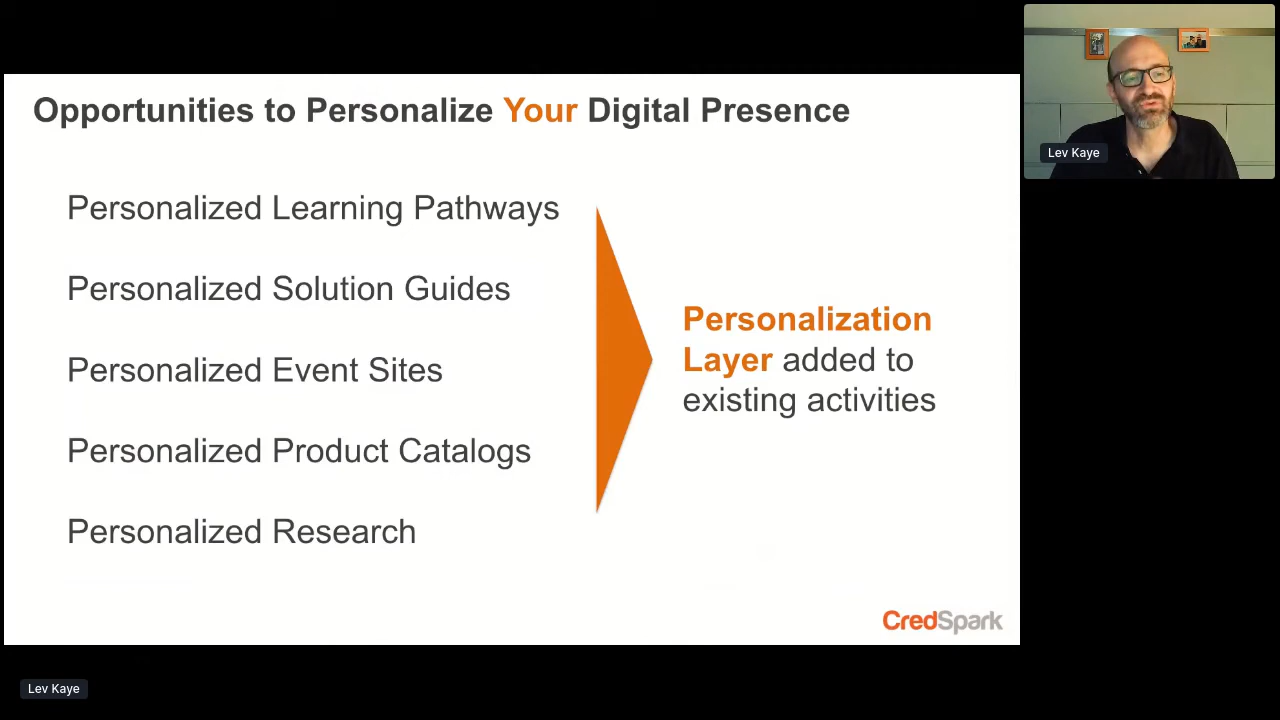 Opportunities to Personalize Your Digital Presence
Personalized Learning Pathways
Personalized Solution Guides
Personalized Event Sites
Personalized Product Catalogs
Personalized Research
Personalization
Layer added to
existing activities
CredSpark
Lev Kaye
Lev Kaye